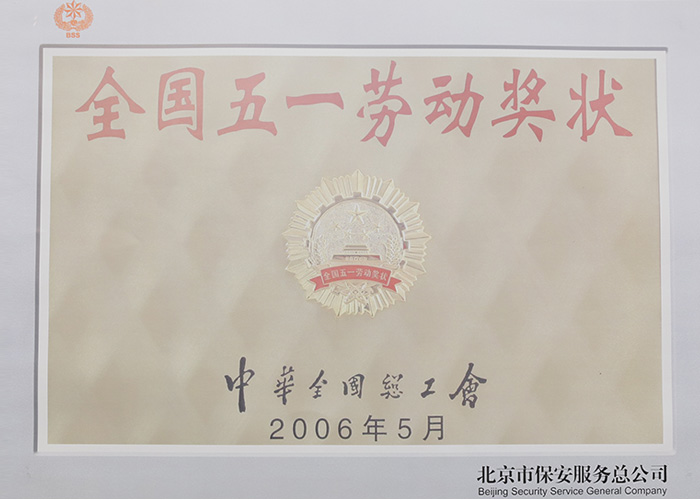 BSS
全国五一劳动奖状
全国五一劳动奖状
中华全国總工會
2006年5月
北京市保安服务总公司
Beijing Security Service General Company